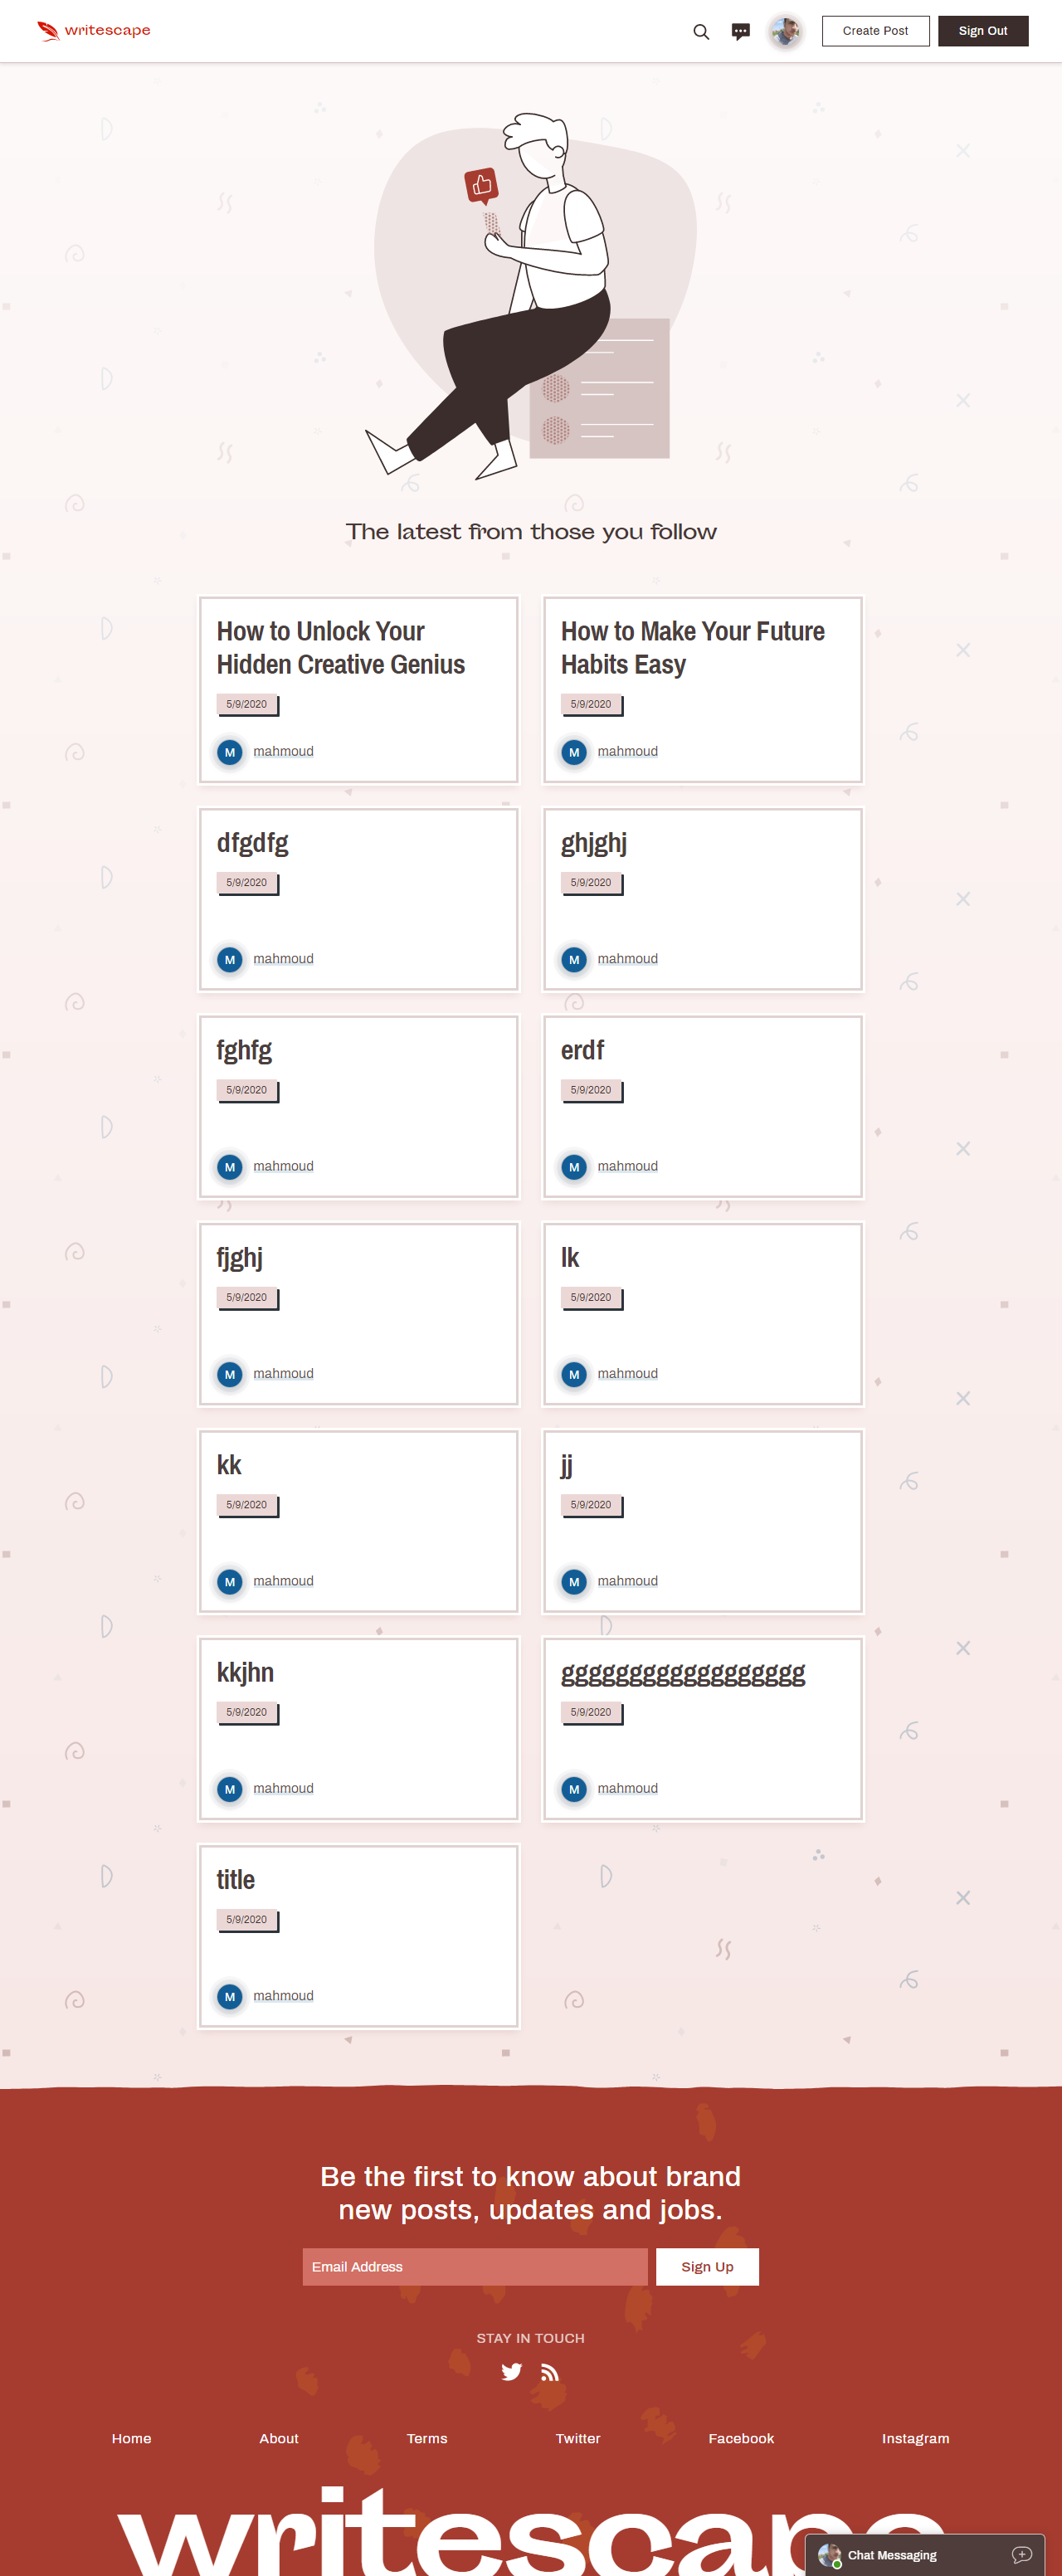 writescape
Create Post
Sign Out
The latest from those you follow
How to Unlock Your
Hidden Creative Genius
5/9/2020
M
mahmoud
How to Make Your Future
Habits Easy
5/9/2020
M
mahmoud
dfgdfg
5/9/2020
M
mahmoud
ghjghj
5/9/2020
M
mahmoud
fghfg
5/9/2020
M
mahmoud
erdf
5/9/2020
M
mahmoud
fjghj
5/9/2020
M
mahmoud
lk
5/9/2020
M
mahmoud
kk
5/9/2020
M
mahmoud
jj
5/9/2020
M
mahmoud
kkjhn
5/9/2020
M
mahmoud
gggggggggggggggggg
5/9/2020
M
mahmoud
title
5/9/2020
M
mahmoud
Be the first to know about brand
new posts, updates and jobs.
Email Address
Sign Up
STAY IN TOUCH
Home
About
Terms
Twitter
Facebook
Instagram
writescape
Chat Messaging